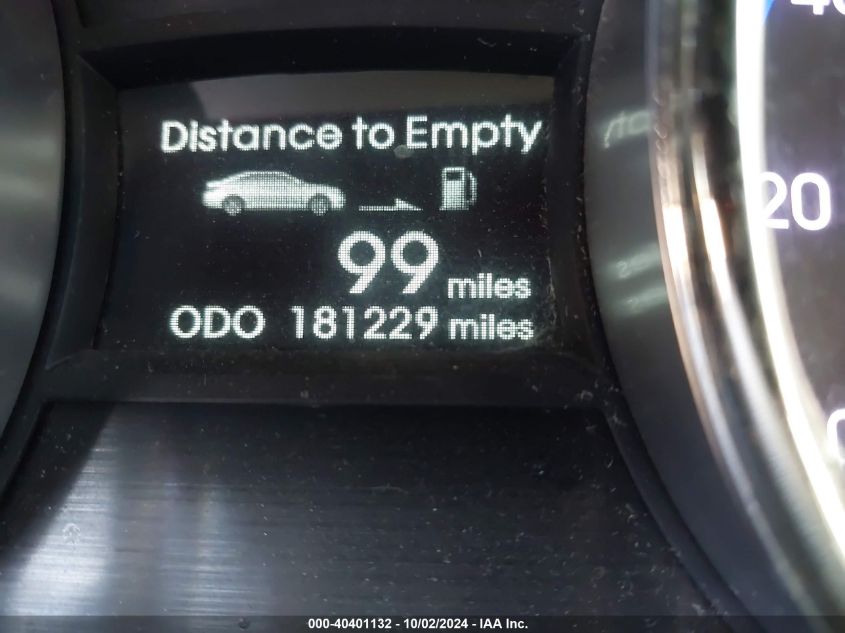 Distance to Empty
99 miles
ODO 181229 miles
20
000-40401132 - 10/02/2024 - IAA Inc.